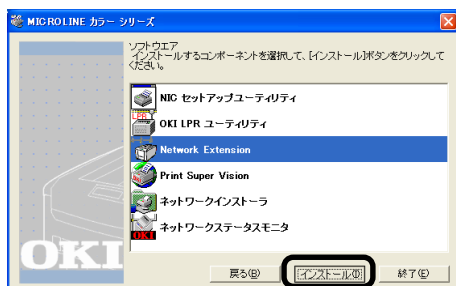 MICROLINE カラー シリーズ
ソフトウエア
インストールするコンポーネントを選択して、[インストール]ボタンをクリックして
ください。
NIC セットアップユーティリティ
OKI LPR ユーティリティ
Network Extension
Print Super Vision
ネットワークインストーラ
ネットワークステータスモニタ
OKI
戻る(B) インストール(I) 終了(E)